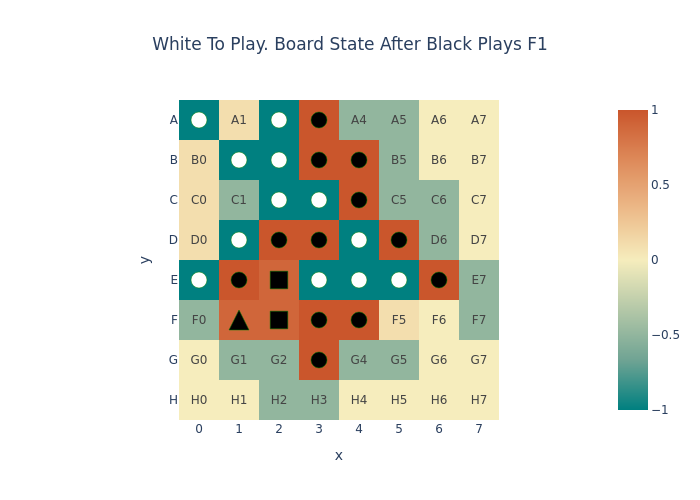 White To Play. Board State After Black Plays F1
A A1 A4 A5 A6 A7
B B0 B5 B6 B7
C C0 C1 C5 C6 C7
D D0 D6 D7
E E7
F F0 F5 F6 F7
G G0 G1 G2 G4 G5 G6 G7
H H0 H1 H2 H3 H4 H5 H6 H7
0 1 2 3 4 5 6 7
x
y
1
0.5
0
−0.5
−1